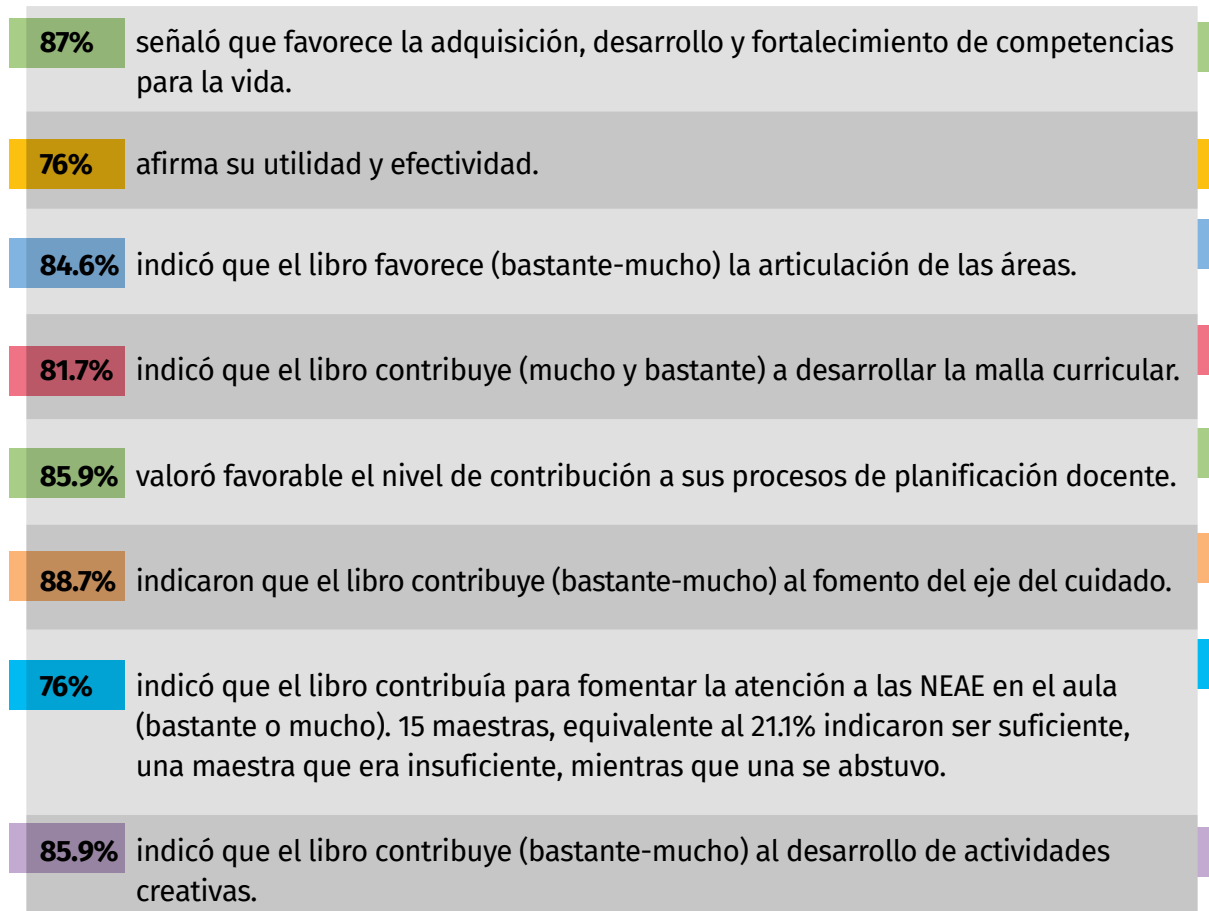 87% señaló que favorece la adquisición, desarrollo y fortalecimiento de competencias
para la vida.
76% afirma su utilidad y efectividad.
84.6% indicó que el libro favorece (bastante-mucho) la articulación de las áreas.
81.7% indicó que el libro contribuye (mucho y bastante) a desarrollar la malla curricular.
85.9% valoró favorable el nivel de contribución a sus procesos de planificación docente.
88.7% indicaron que el libro contribuye (bastante-mucho) al fomento del eje del cuidado.
76% indicó que el libro contribuía para fomentar la atención a las NEAE en el aula
(bastante o mucho). 15 maestras, equivalente al 21.1% indicaron ser suficiente,
una maestra que era insuficiente, mientras que una se abstuvo.
85.9% indicó que el libro contribuye (bastante-mucho) al desarrollo de actividades
creativas.